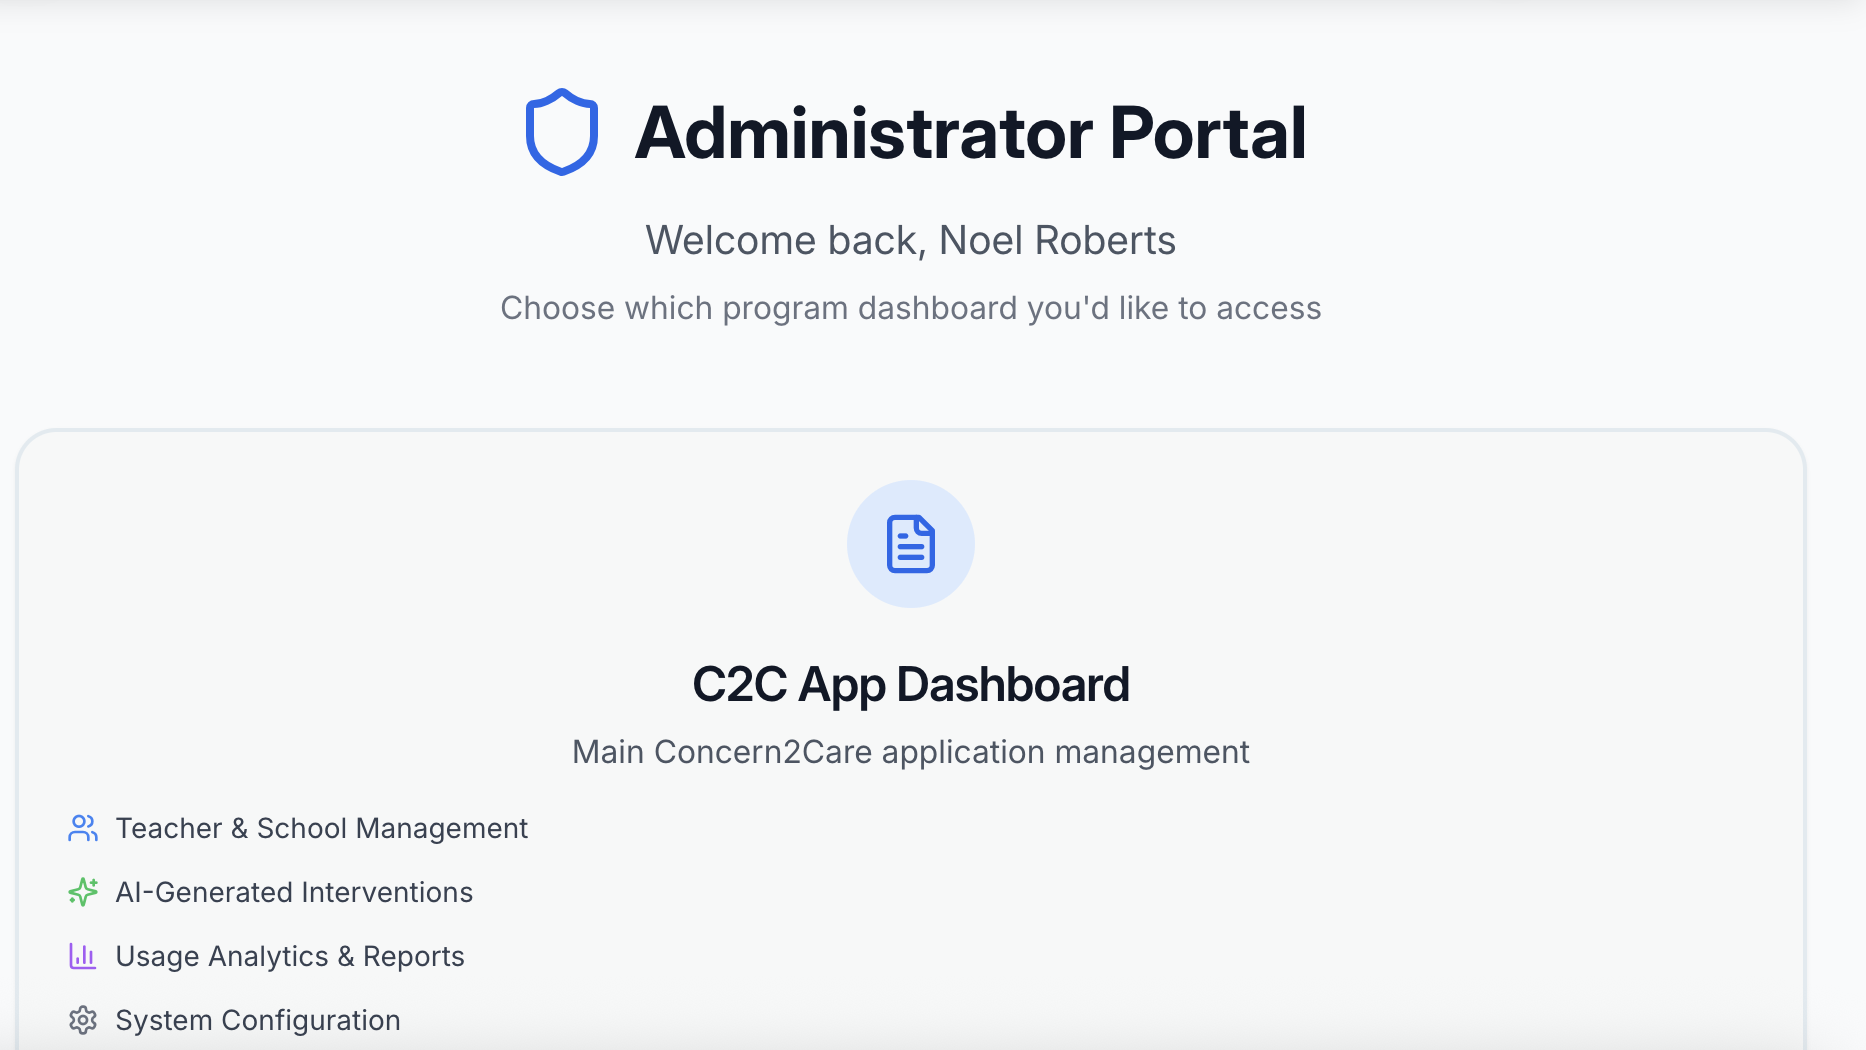 Administrator Portal
Welcome back, Noel Roberts
Choose which program dashboard you'd like to access
C2C App Dashboard
Main Concern2Care application management
Teacher & School Management
AI-Generated Interventions
Usage Analytics & Reports
System Configuration